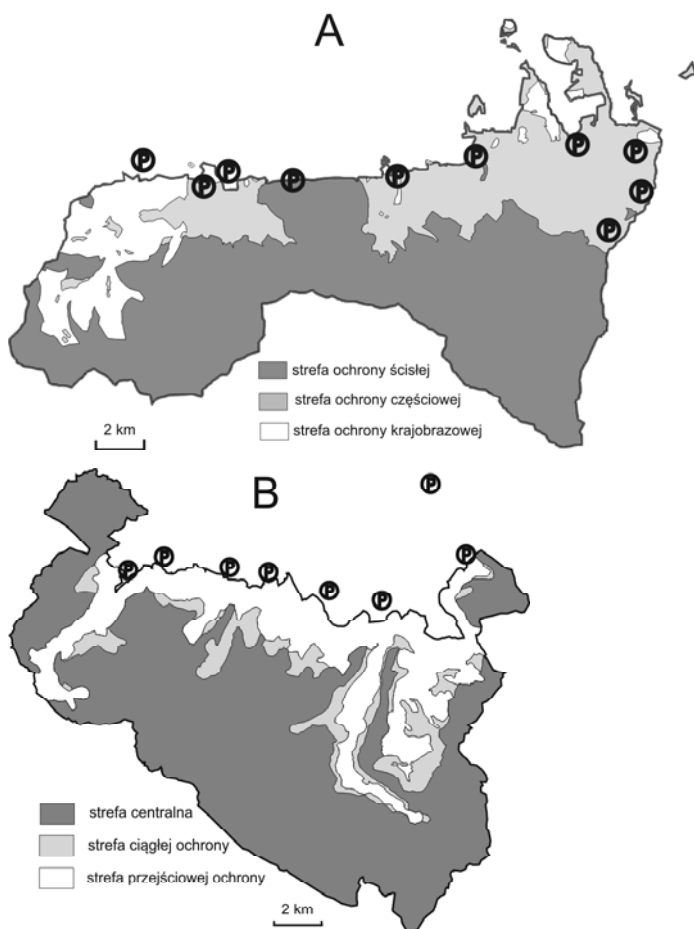 A
P
P
P
P
P
P
P
P
P
P
strefa ochrony ścisłej
strefa ochrony częściowej
strefa ochrony krajobrazowej
2 km
B
P
P
P
P
P
P
P
P
strefa centralna
strefa ciągłej ochrony
strefa przejściowej ochrony
2 km